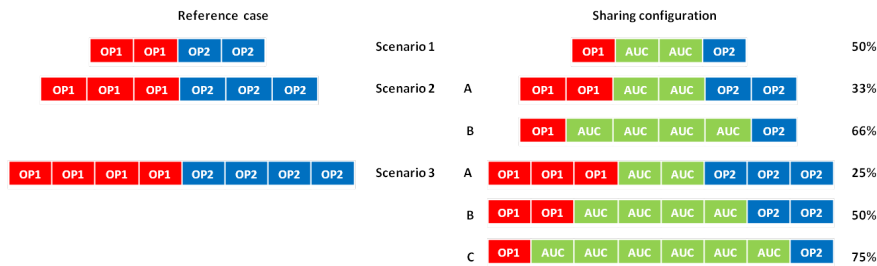 Reference case Sharing configuration
OP1 OP1 OP2 OP2 Scenario 1 OP1 AUC AUC OP2 50%
OP1 OP1 OP1 OP2 OP2 OP2 Scenario 2 A OP1 OP1 AUC AUC OP2 OP2 33%
B OP1 AUC AUC AUC AUC OP2 66%
OP1 OP1 OP1 OP1 OP2 OP2 OP2 OP2 Scenario 3 A OP1 OP1 OP1 AUC AUC OP2 OP2 OP2 25%
B OP1 OP1 AUC AUC AUC AUC OP2 OP2 50%
C OP1 AUC AUC AUC AUC AUC AUC OP2 75%